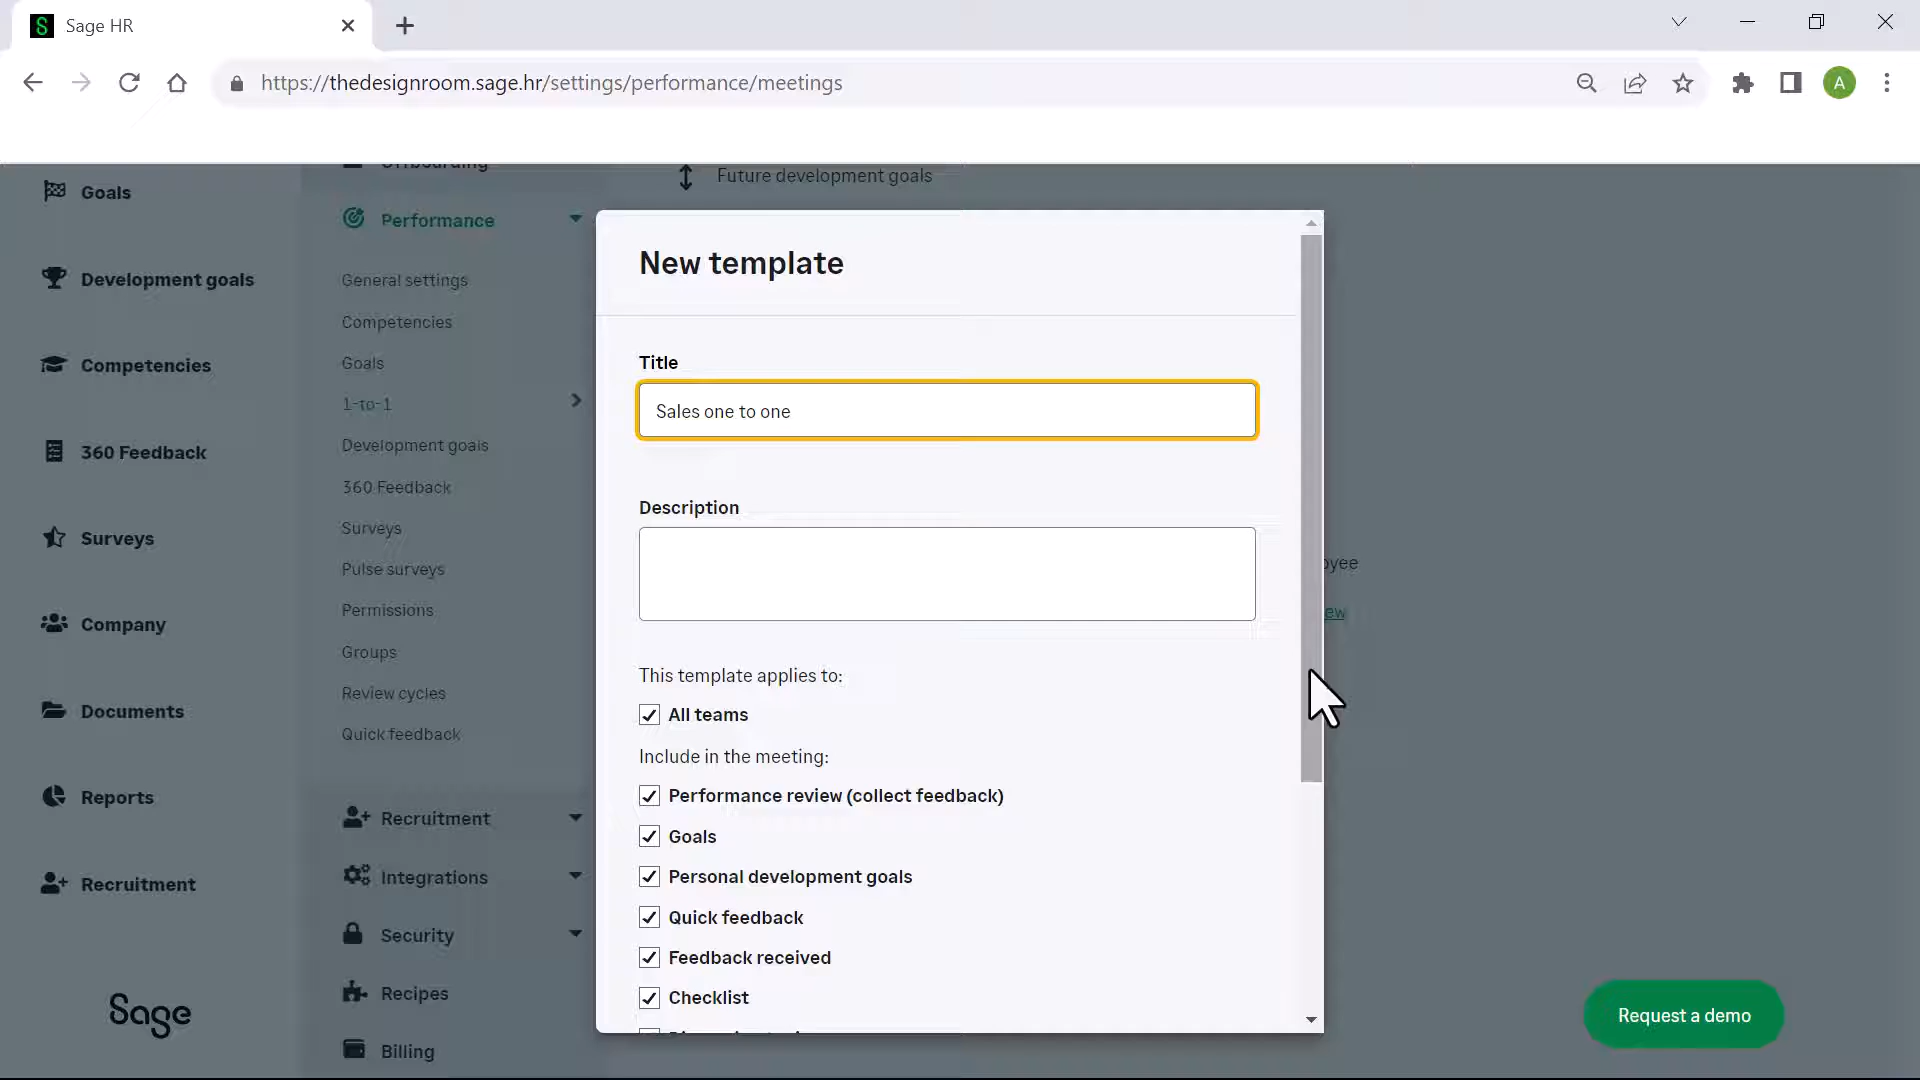 Sage HR
https://thedesignroom.sage.hr/settings/performance/meetings
A
Goals
Development goals
Competencies
360 Feedback
Surveys
Company
Documents
Reports
Recruitment
Sage
Offboarding
Performance
General settings
Competencies
Goals
1-to-1
Development goals
360 Feedback
Surveys
Pulse surveys
Permissions
Groups
Review cycles
Quick feedback
Recruitment
Integrations
Security
Recipes
Billing
Future development goals
New template
Title
Sales one to one
Description
This template applies to:
All teams
Include in the meeting:
Performance review (collect feedback)
Goals
Personal development goals
Quick feedback
Feedback received
Checklist
oyee
ew
Request a demo